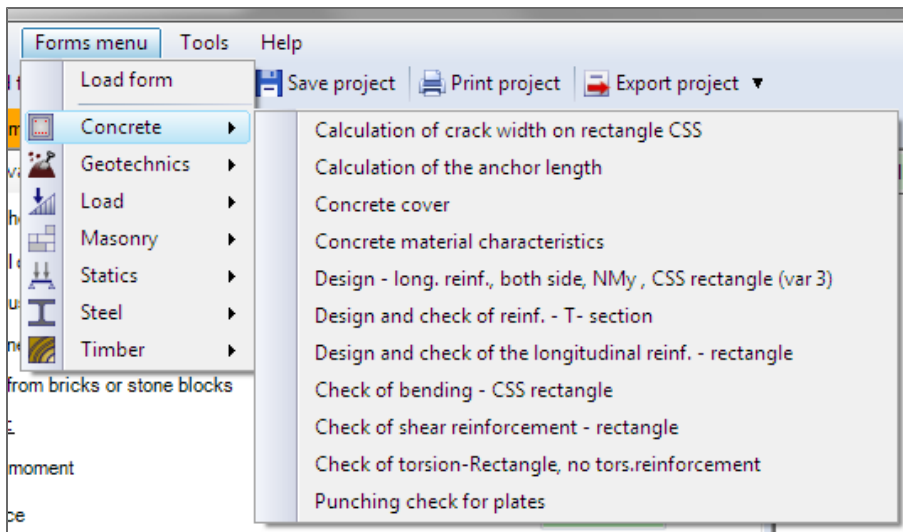 Forms menu Tools Help
Load form Save project Print project Export project
Concrete
Geotechnics
Load
Masonry
Statics
Steel
Timber
Calculation of crack width on rectangle CSS
Calculation of the anchor length
Concrete cover
Concrete material characteristics
Design - long. reinf., both side, NMy , CSS rectangle (var 3)
Design and check of reinf. - T- section
Design and check of the longitudinal reinf. - rectangle
Check of bending - CSS rectangle
Check of shear reinforcement - rectangle
Check of torsion-Rectangle, no tors.reinforcement
Punching check for plates
from bricks or stone blocks
moment